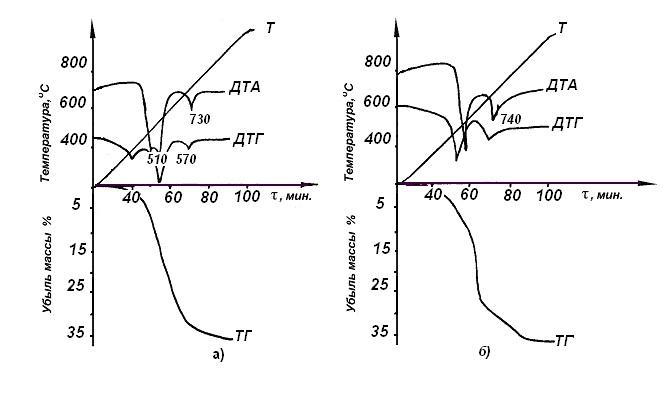 Т
800
ДТА
600
730
ДТГ
400
510
570
Температура,°С
40
60
80
100
τ, мин.
5
15
25
35
Убыль массы %
ТГ
а)
Т
800
ДТА
600
740
ДТГ
400
Температура,°С
40
60
80
100
τ, мин.
5
15
25
35
Убыль массы %
ТГ
б)